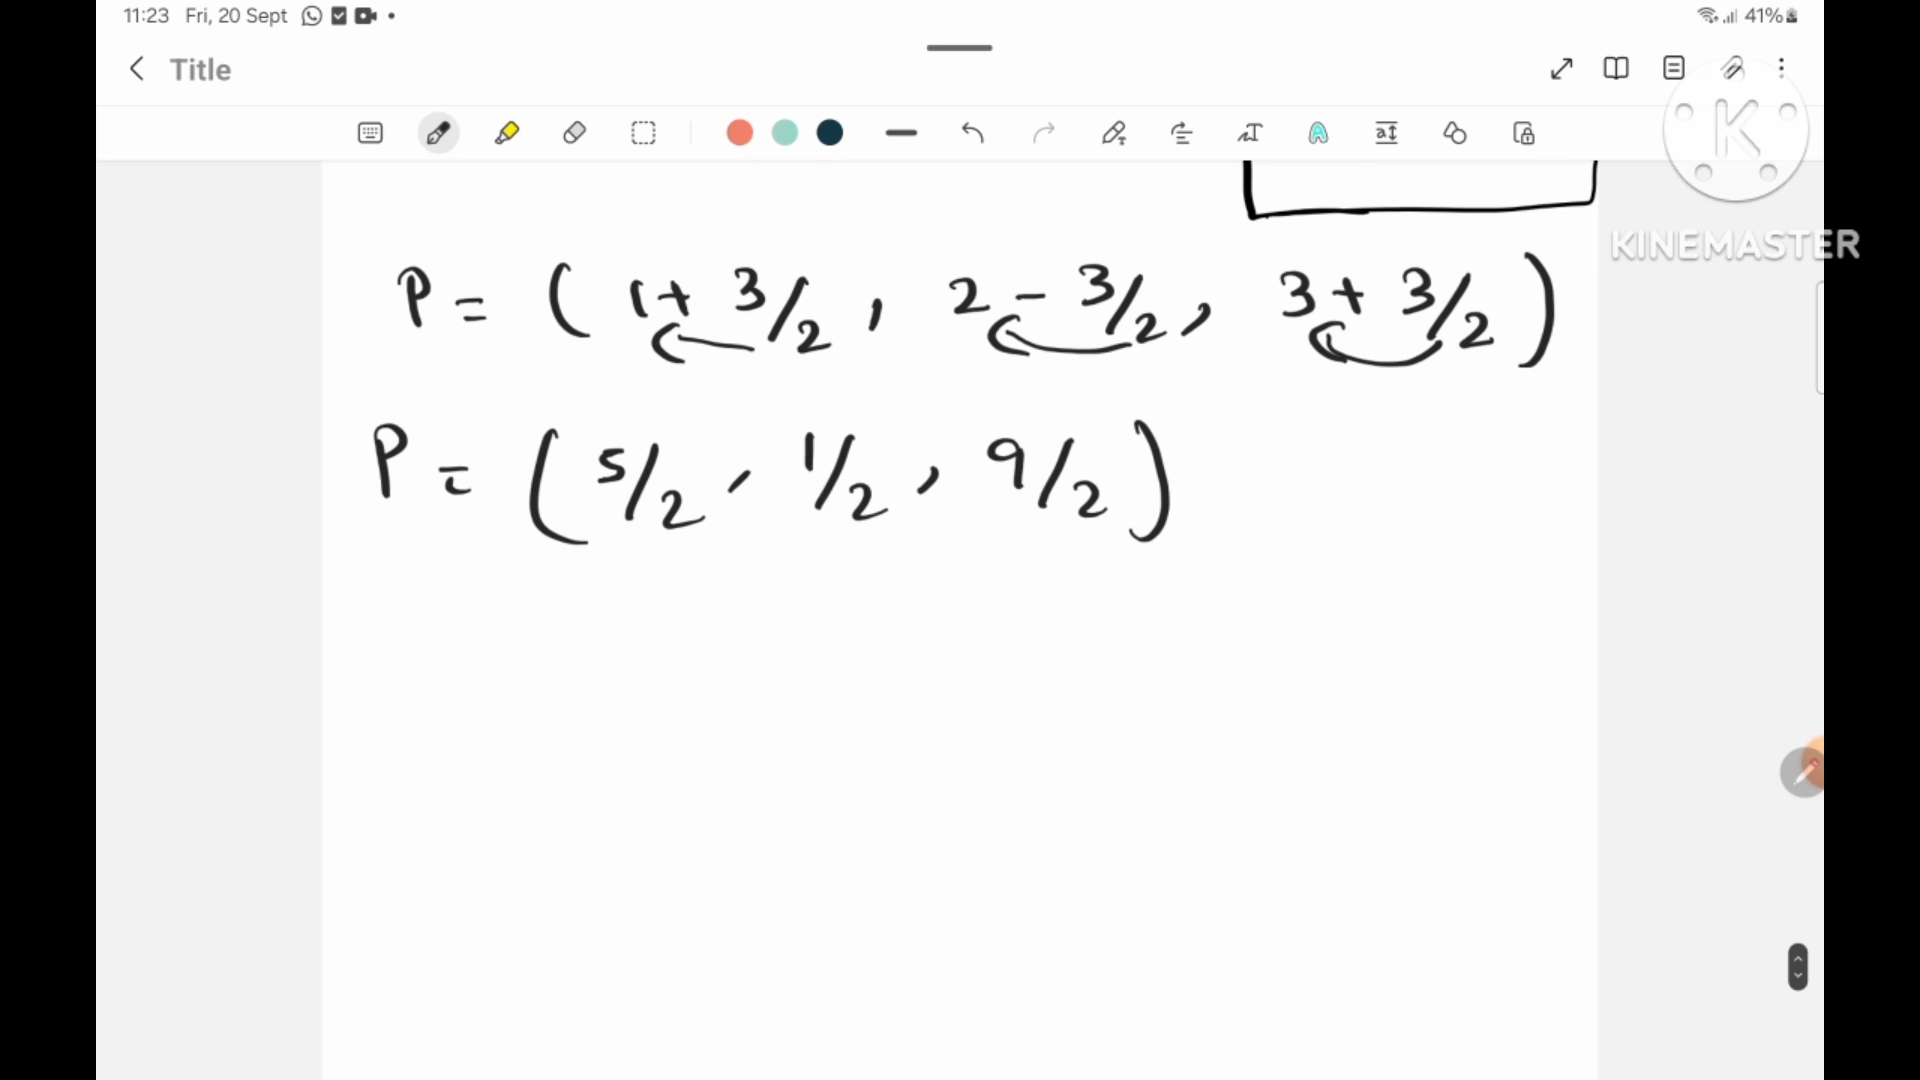 11:23 Fri, 20 Sept 41%
Title
KINEMASTER
P = ( 1 + 3/2 , 2 - 3/2 , 3 + 3/2 )
P = ( 5/2 , 1/2 , 9/2 )